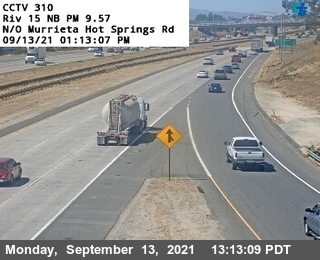 CCTV 310
Riv 15 NB PM 9.57
N/O Murrieta Hot Springs Rd
09/13/21 01:13:07 PM
Monday, September 13, 2021 13:13:09 PDT